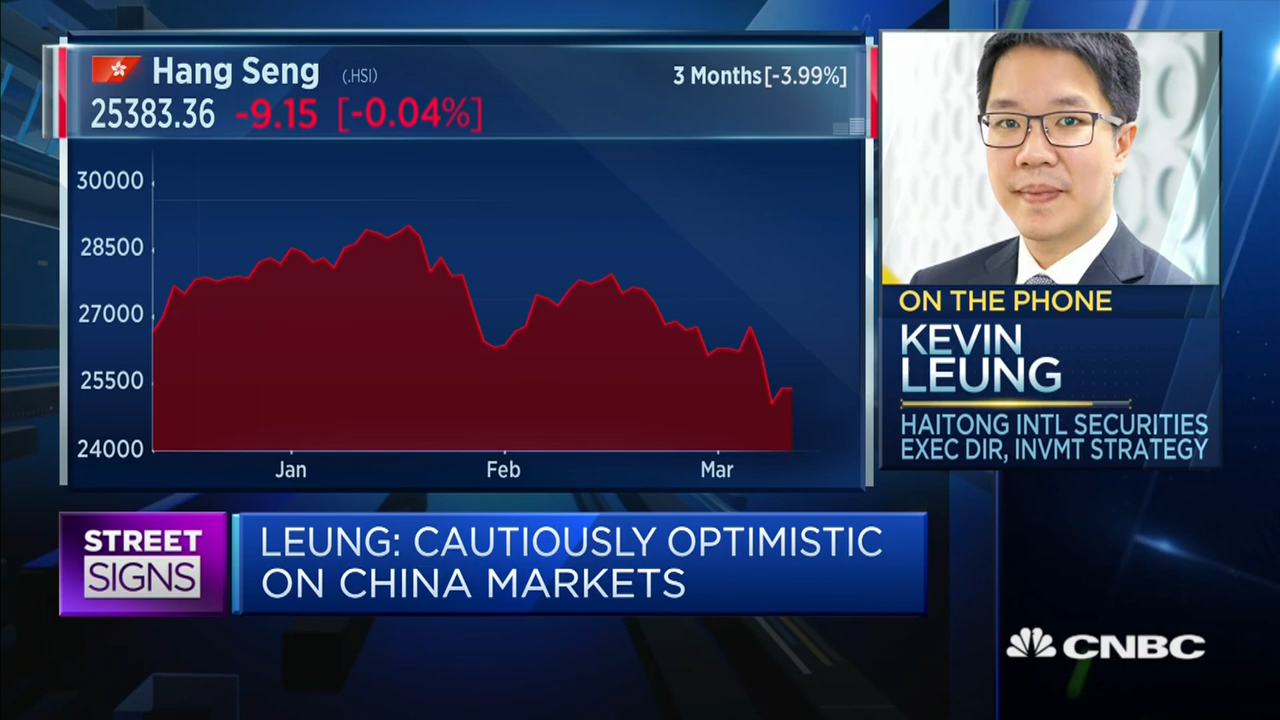 Hang Seng (.HSI) 3 Months [-3.99%]
25383.36 -9.15 [-0.04%]
30000
28500
27000
25500
24000
Jan Feb Mar
ON THE PHONE
KEVIN
LEUNG
HAITONG INTL SECURITIES
EXEC DIR, INVMT STRATEGY
STREET
SIGNS
LEUNG: CAUTIOUSLY OPTIMISTIC
ON CHINA MARKETS
CNBC